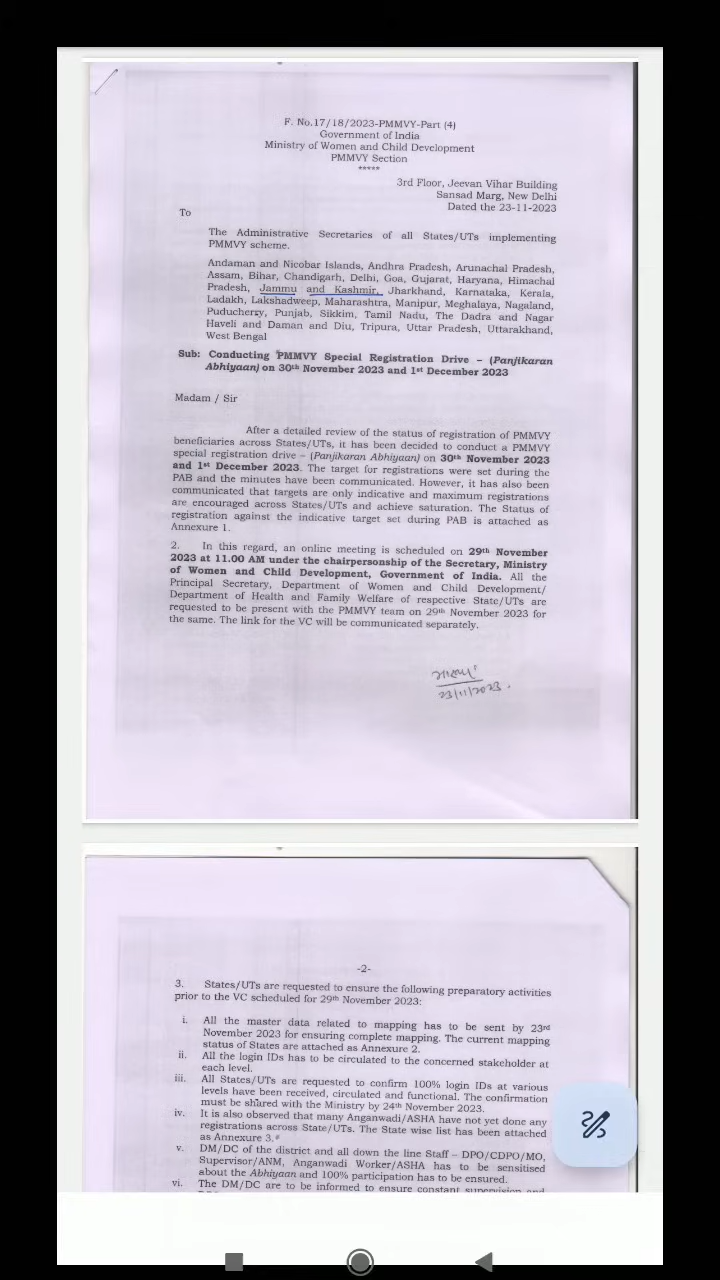 F. No.17/18/2023-PMMVY-Part (4)
Government of India
Ministry of Women and Child Development
PMMVY Section
*****
3rd Floor, Jeevan Vihar Building
Sansad Marg, New Delhi
Dated the 23-11-2023
To
The Administrative Secretaries of all States/UTs implementing
PMMVY scheme.
Andaman and Nicobar Islands, Andhra Pradesh, Arunachal Pradesh,
Assam, Bihar, Chandigarh, Delhi, Goa, Gujarat, Haryana, Himachal
Pradesh, Jammu and Kashmir, Jharkhand, Karnataka, Kerala,
Ladakh, Lakshadweep, Maharashtra, Manipur, Meghalaya, Nagaland,
Puducherry, Punjab, Sikkim, Tamil Nadu, The Dadra and Nagar
Haveli and Daman and Diu, Tripura, Uttar Pradesh, Uttarakhand,
West Bengal
Sub: Conducting PMMVY Special Registration Drive – (Panjikaran
Abhiyaan) on 30th November 2023 and 1st December 2023
Madam / Sir
After a detailed review of the status of registration of PMMVY
beneficiaries across States/UTs, it has been decided to conduct a PMMVY
special registration drive – (Panjikaran Abhiyaan) on 30th November 2023
and 1st December 2023. The target for registrations were set during the
PAB and the minutes have been communicated. However, it has also been
communicated that targets are only indicative and maximum registrations
are encouraged across States/UTs and achieve saturation. The Status of
registration against the indicative target set during PAB is attached as
Annexure 1.
2. In this regard, an online meeting is scheduled on 29th November
2023 at 11.00 AM under the chairpersonship of the Secretary, Ministry
of Women and Child Development, Government of India. All the
Principal Secretary, Department of Women and Child Development/
Department of Health and Family Welfare of respective State/UTs are
requested to be present with the PMMVY team on 29th November 2023 for
the same. The link for the VC will be communicated separately.
23/11/2023.
-2-
3. States/UTs are requested to ensure the following preparatory activities
prior to the VC scheduled for 29th November 2023:
i. All the master data related to mapping has to be sent by 23rd
November 2023 for ensuring complete mapping. The current mapping
status of States are attached as Annexure 2.
ii. All the login IDs has to be circulated to the concerned stakeholder at
each level.
iii. All States/UTs are requested to confirm 100% login IDs at various
levels have been received, circulated and functional. The confirmation
must be shared with the Ministry by 24th November 2023.
iv. It is also observed that many Anganwadi/ASHA have not yet done any
registrations across State/UTs. The State wise list has been attached
as Annexure 3.
v. DM/DC of the district and all down the line Staff – DPO/CDPO/MO,
Supervisor/ANM, Anganwadi Worker/ASHA has to be sensitised
about the Abhiyaan and 100% participation has to be ensured.
vi. The DM/DC are to be informed to ensure constant supervision and